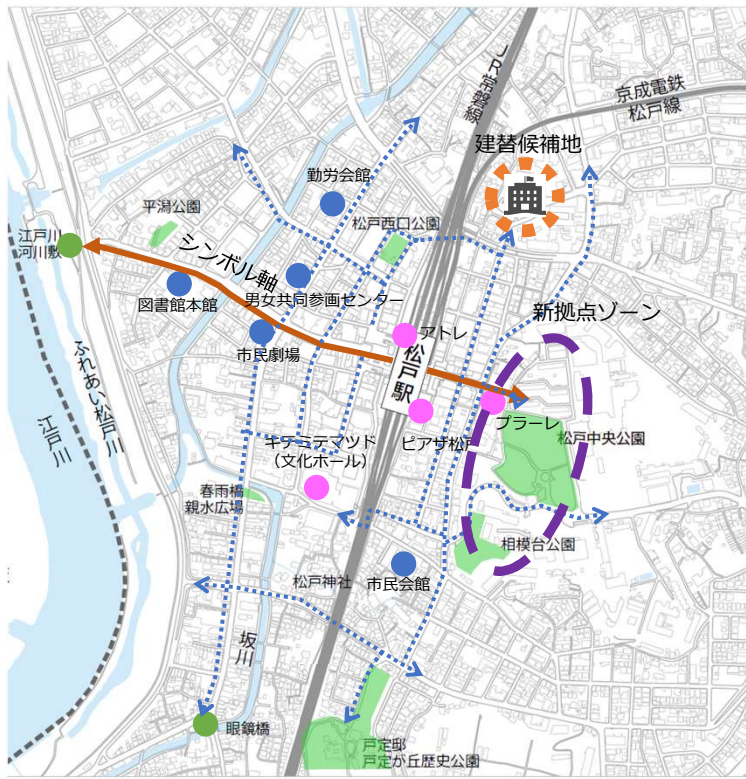 JR常磐線
京成電鉄
松戸線
建替候補地
勤労会館
平潟公園
松戸西口公園
江戸川
河川敷
シンボル軸
男女共同参画センター
図書館本館
新拠点ゾーン
市民劇場
アトレ
松戸駅
ふれあい松戸川
プラーレ
江戸川
ピアザ松戸
松戸中央公園
キテミテマツド
(文化ホール)
春雨橋
親水広場
相模台公園
松戸神社
市民会館
坂川
眼鏡橋
戸定邸
戸定が丘歴史公園